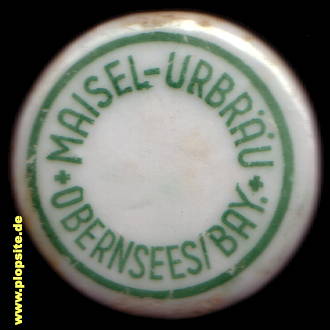 MAISEL-URBRÄU
+ OBERNSEES/BAY. +
www.plopsite.de